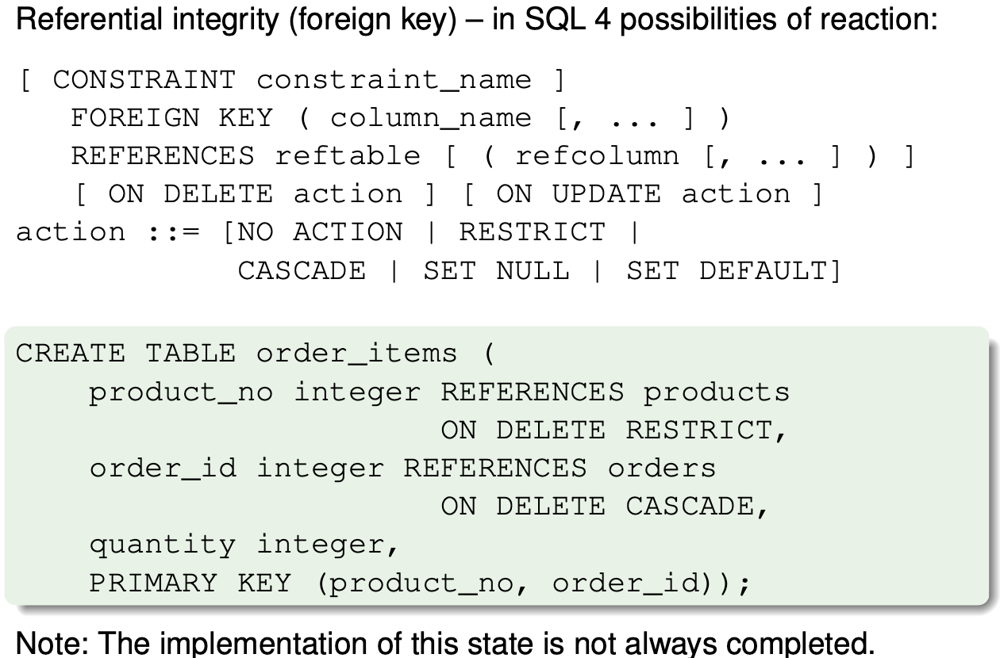 Referential integrity (foreign key) – in SQL 4 possibilities of reaction:
[ CONSTRAINT constraint_name ]
FOREIGN KEY ( column_name [, ... ] )
REFERENCES reftable [ ( refcolumn [, ... ] ) ]
[ ON DELETE action ] [ ON UPDATE action ]
action ::= [NO ACTION | RESTRICT |
CASCADE | SET NULL | SET DEFAULT]
CREATE TABLE order_items (
product_no integer REFERENCES products
ON DELETE RESTRICT,
order_id integer REFERENCES orders
ON DELETE CASCADE,
quantity integer,
PRIMARY KEY (product_no, order_id));
Note: The implementation of this state is not always completed.